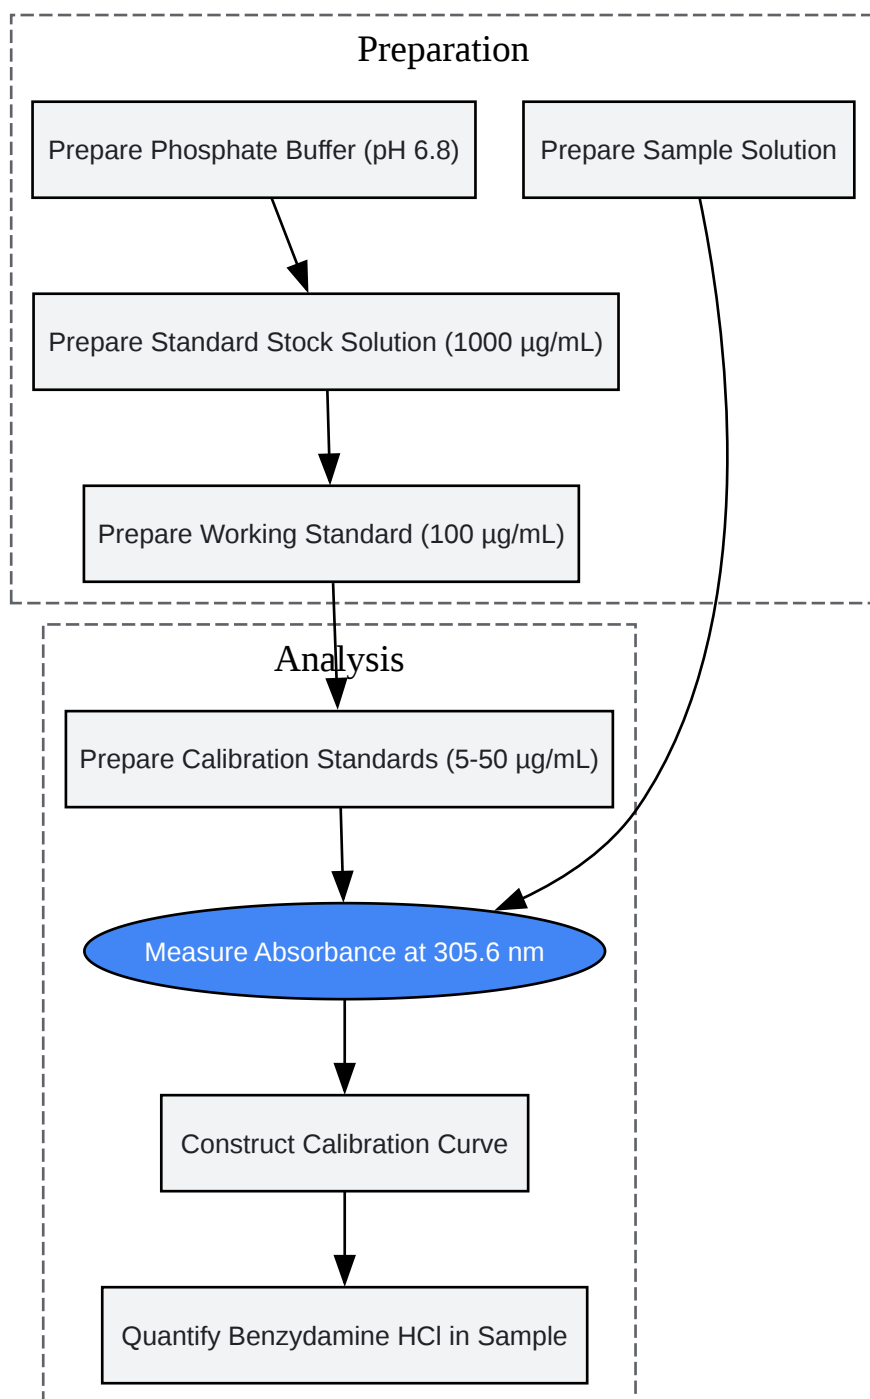 Preparation
Prepare Phosphate Buffer (pH 6.8)
Prepare Sample Solution
Prepare Standard Stock Solution (1000 µg/mL)
Prepare Working Standard (100 µg/mL)
Analysis
Prepare Calibration Standards (5-50 µg/mL)
Measure Absorbance at 305.6 nm
Construct Calibration Curve
Quantify Benzydamine HCl in Sample